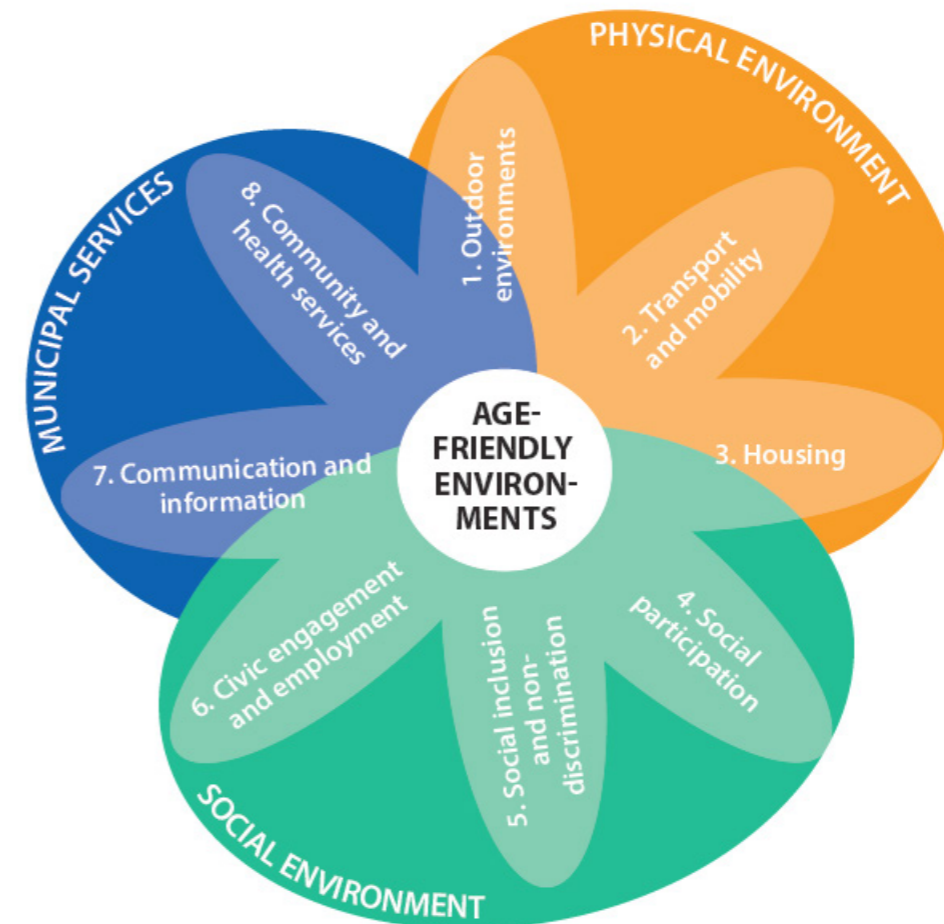 PHYSICAL ENVIRONMENT
MUNICIPAL SERVICES
SOCIAL ENVIRONMENT
AGE-
FRIENDLY
ENVIRON-
MENTS
1. Outdoor
environments
2. Transport
and mobility
3. Housing
4. Social
participation
5. Social inclusion
and non-
discrimination
6. Civic engagement
and employment
7. Communication and
information
8. Community and
health services